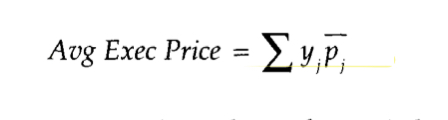 Avg Exec Price = ∑ y_j p̅_j